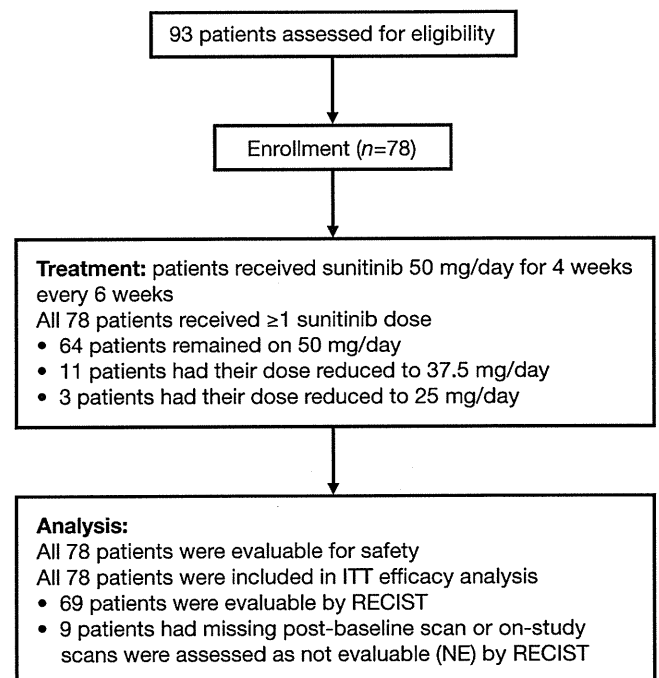 93 patients assessed for eligibility
Enrollment (n=78)
Treatment: patients received sunitinib 50 mg/day for 4 weeks
every 6 weeks
All 78 patients received ≥1 sunitinib dose
• 64 patients remained on 50 mg/day
• 11 patients had their dose reduced to 37.5 mg/day
• 3 patients had their dose reduced to 25 mg/day
Analysis:
All 78 patients were evaluable for safety
All 78 patients were included in ITT efficacy analysis
• 69 patients were evaluable by RECIST
• 9 patients had missing post-baseline scan or on-study
scans were assessed as not evaluable (NE) by RECIST